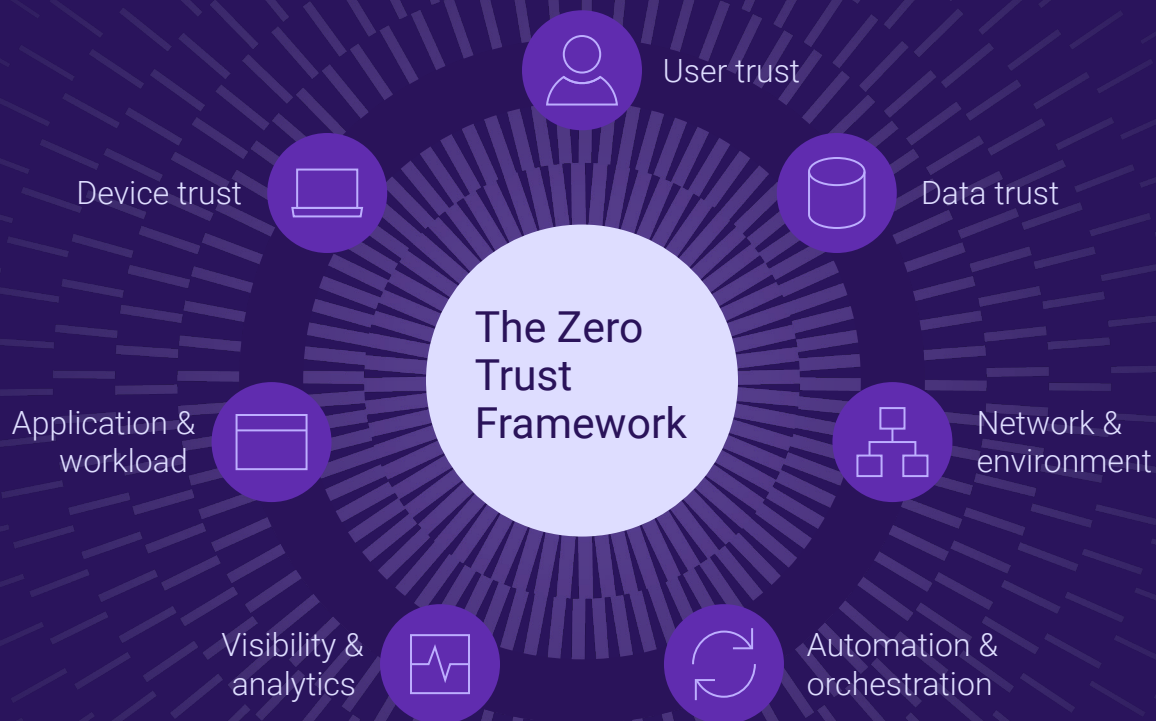 User trust
Device trust
Data trust
The Zero
Trust
Framework
Application &
workload
Network &
environment
Visibility &
analytics
Automation &
orchestration